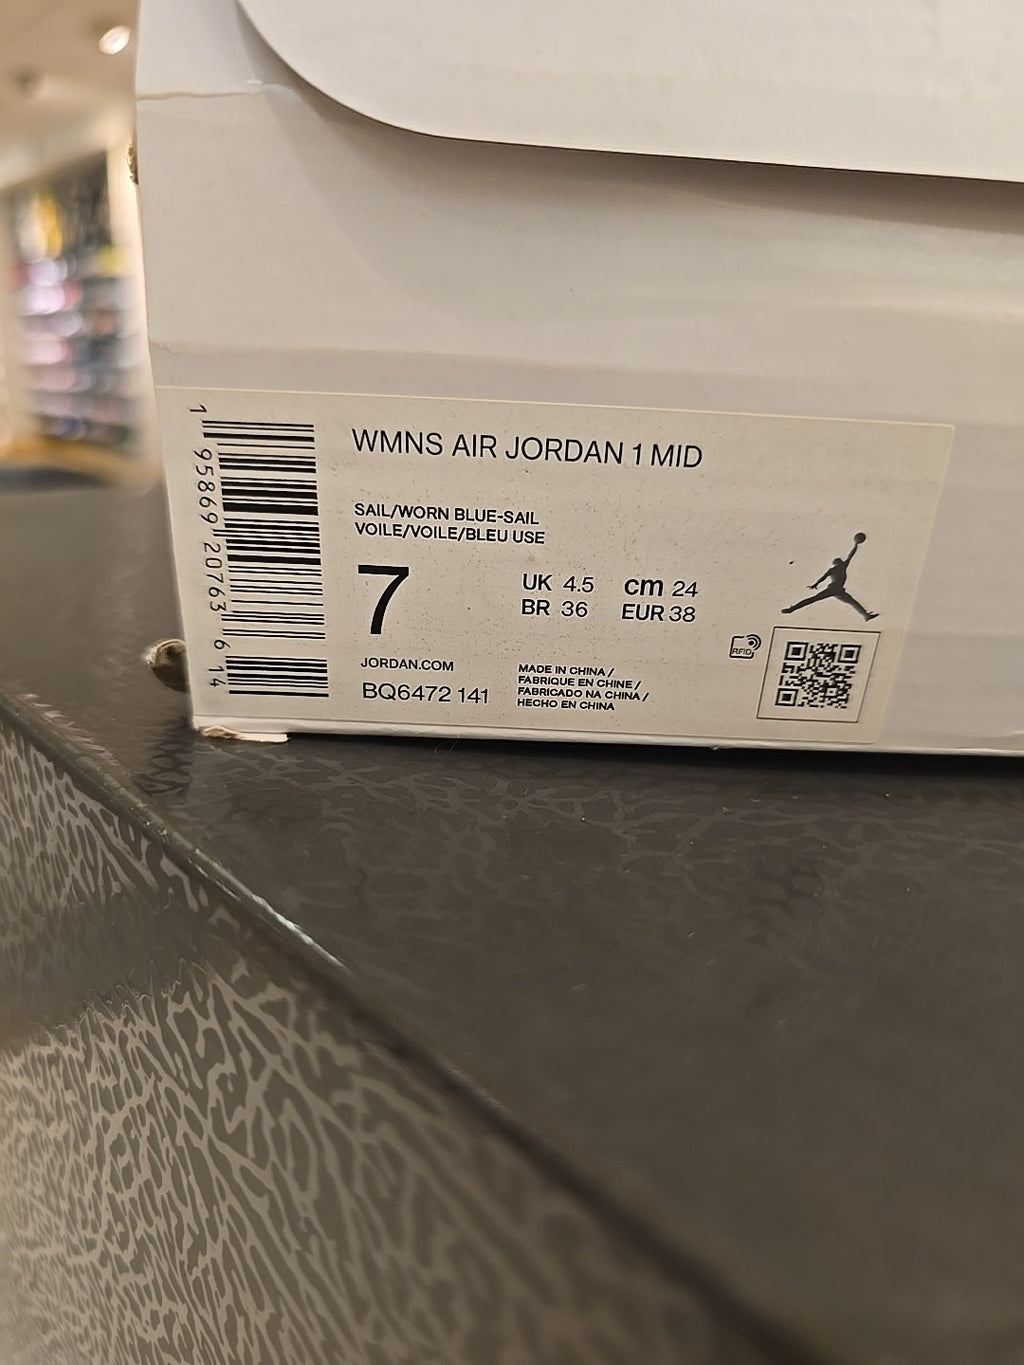 1 95869 20763 6 14
WMNS AIR JORDAN 1 MID
SAIL/WORN BLUE-SAIL
VOILE/VOILE/BLEU USE
7
UK 4.5 cm 24
BR 36 EUR 38
RFID
JORDAN.COM
BQ6472 141
MADE IN CHINA /
FABRIQUE EN CHINE /
FABRICADO NA CHINA /
HECHO EN CHINA